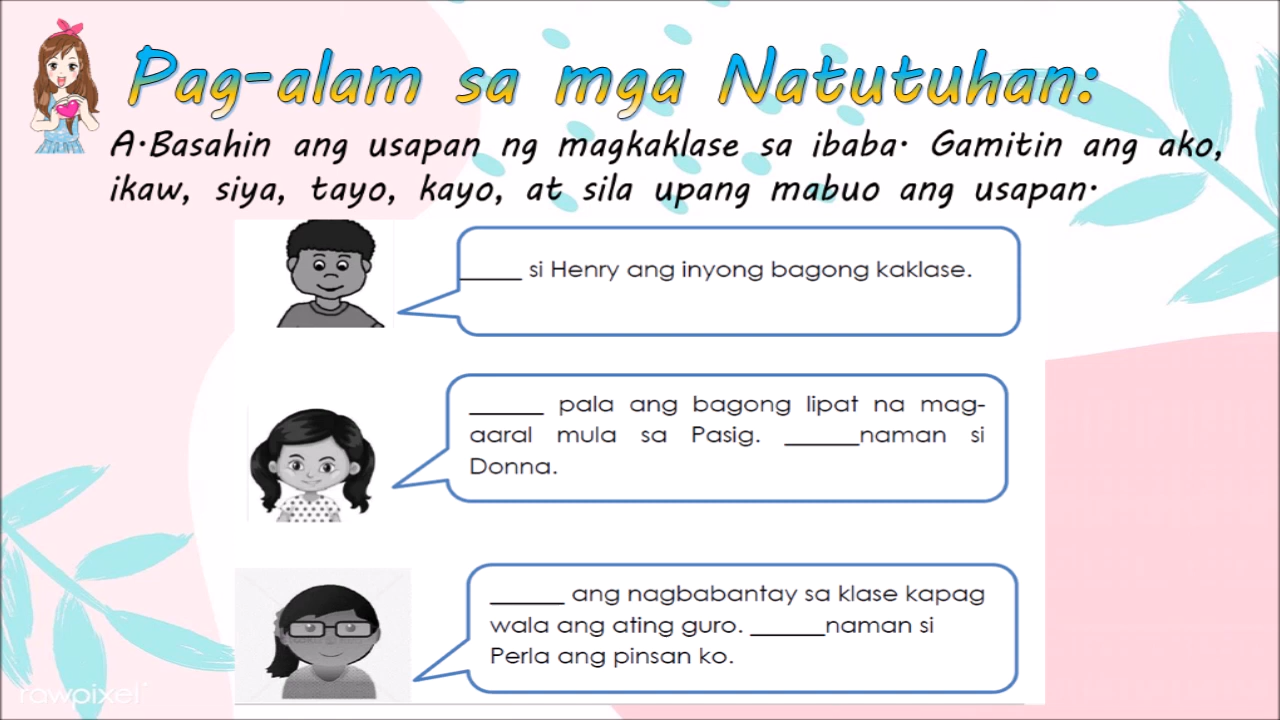 Pag-alam sa mga Natutuhan:
A.Basahin ang usapan ng magkaklase sa ibaba. Gamitin ang ako,
ikaw, siya, tayo, kayo, at sila upang mabuo ang usapan.
______ si Henry ang inyong bagong kaklase.
______ pala ang bagong lipat na mag-
aaral mula sa Pasig. ______naman si
Donna.
______ ang nagbabantay sa klase kapag
wala ang ating guro. ______naman si
Perla ang pinsan ko.
rawpixel